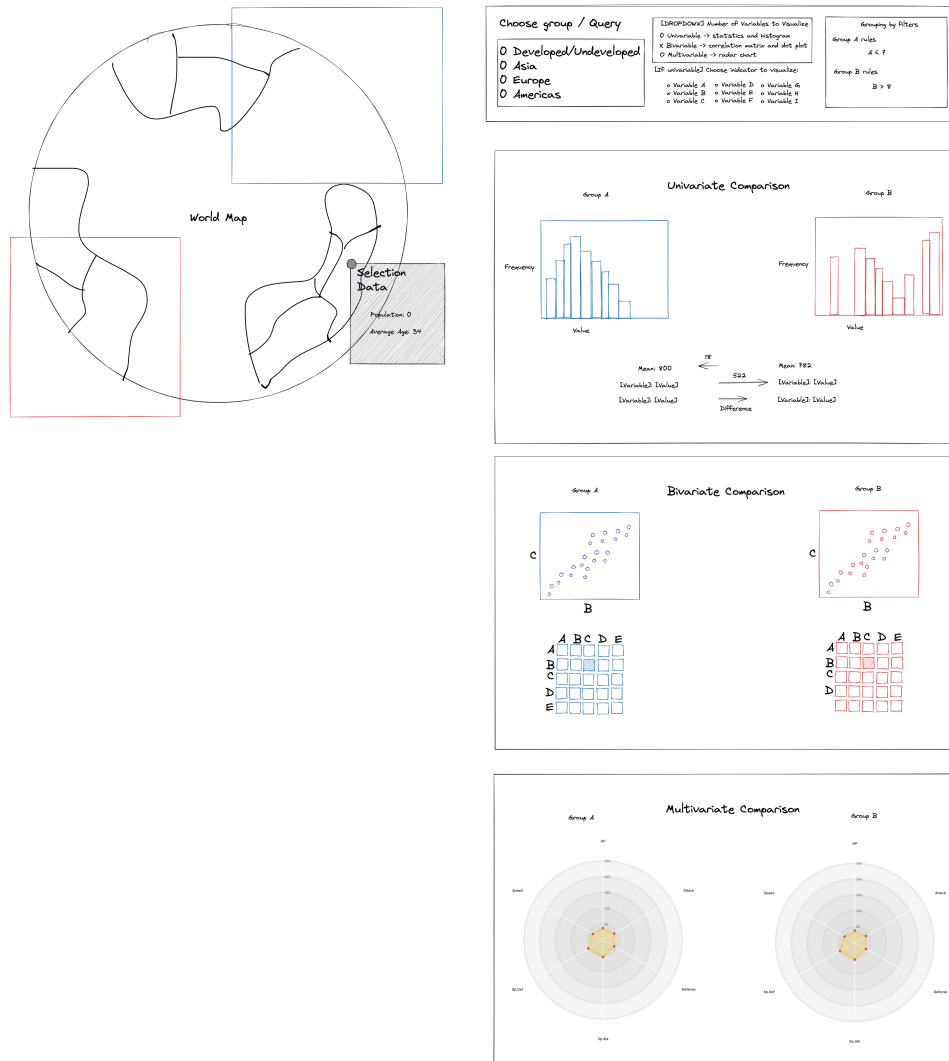 World Map
Selection
Data
Population: 0
Average Age: 34
Choose group / Query
O Developed/Undeveloped
O Asia
O Europe
O Americas
[DROPDOWN] Number of Variables to Visualize
O Univariable -> statistics and histogram
x Bivariable -> correlation matrix and dot plot
O Multivariable -> radar chart
[If univariable] Choose inidcator to visualize:
o Variable A o Variable D o Variable G
x Variable B o Variable E o Variable H
o Variable C o Variable F o Variable I
Grouping by filters
Group A rules
A < 7
Group B rules
B > 8
Univariate Comparison
Group A
Group B
Frequency
Value
Frequency
Value
Mean: 800
18
Mean: 782
[Variable]: [Value]
522
[Variable]: [Value]
[Variable]: [Value]
Difference
[Variable]: [Value]
Bivariate Comparison
Group A
Group B
C
B
C
B
A B C D E
A
B
C
D
E
A B C D E
A
B
C
D
Multivariate Comparison
Group A
Group B
HP
Attack
Defense
Sp.Atk
Sp.Def
Speed
HP
Attack
Defense
Sp.Atk
Sp.Def
Speed